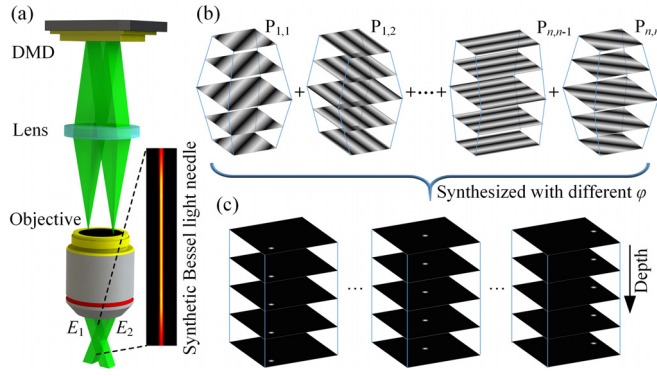 (a)
DMD
Lens
Objective
E1
E2
Synthetic Bessel light needle
(b)
P1,1
P1,2
Pn,n-1
Pn,n
+
+
...
+
+
Synthesized with different φ
(c)
...
...
Depth